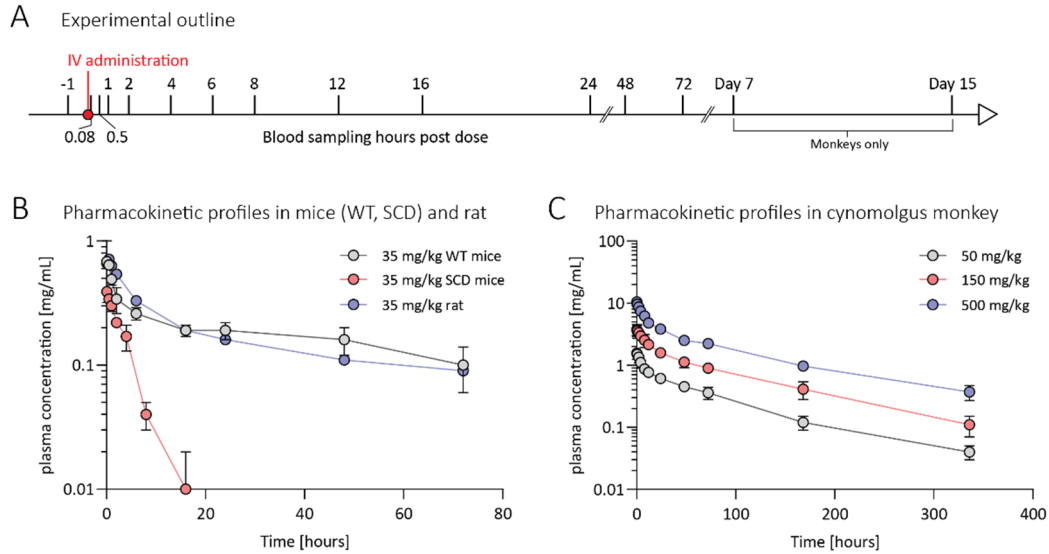 A Experimental outline
IV administration
-1 1 2 4 6 8 12 16 24 48 72 Day 7 Day 15
0.08 0.5 Blood sampling hours post dose
Monkeys only
B Pharmacokinetic profiles in mice (WT, SCD) and rat
plasma concentration [mg/mL]
1
0.1
0.01
35 mg/kg WT mice
35 mg/kg SCD mice
35 mg/kg rat
0 20 40 60 80
Time [hours]
C Pharmacokinetic profiles in cynomolgus monkey
plasma concentration [mg/mL]
100
10
1
0.1
0.01
50 mg/kg
150 mg/kg
500 mg/kg
0 100 200 300 400
Time [hours]